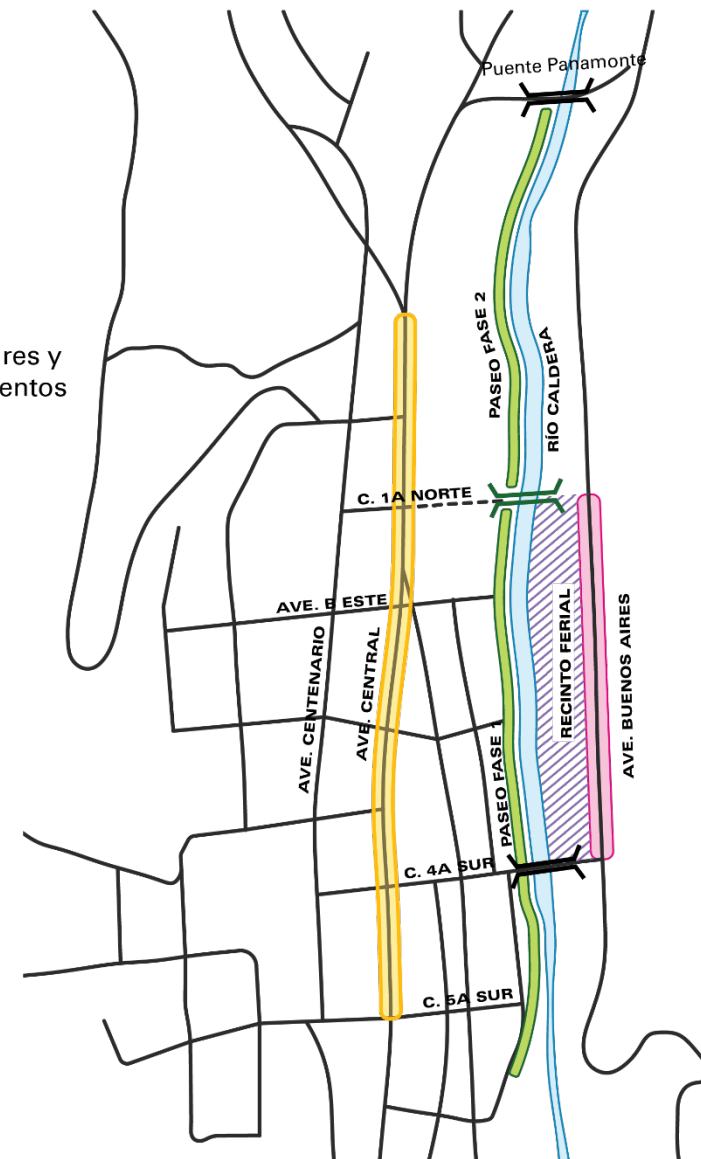 Puente Panamonte
PASEO FASE 2
RÍO CALDERA
res y
entos
C. 1A NORTE
AVE. B ESTE
AVE. CENTENARIO
AVE. CENTRAL
RECINTO FERIAL
AVE. BUENOS AIRES
PASEO FASE 1
C. 4A SUR
C. 5A SUR